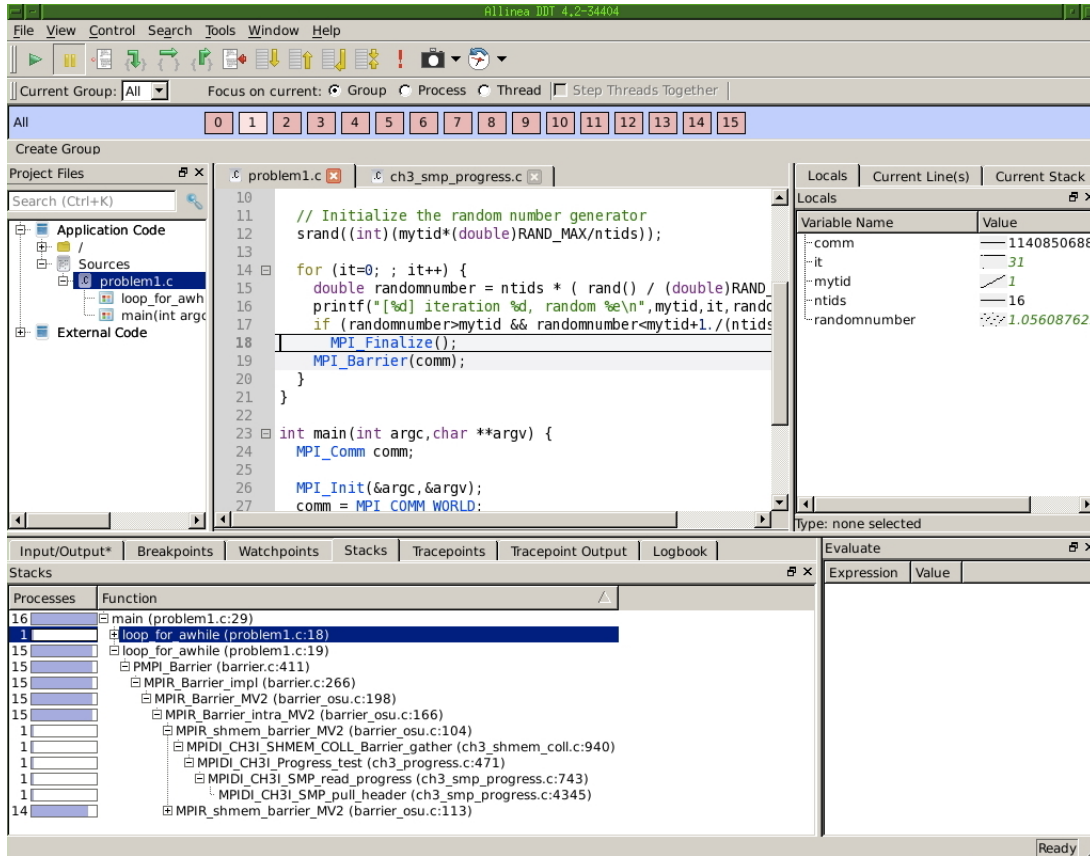 Allinea DDT 4.2-34404
File View Control Search Tools Window Help
Current Group: All Focus on current: Group Process Thread Step Threads Together
All 0 1 2 3 4 5 6 7 8 9 10 11 12 13 14 15
Create Group
Project Files
Search (Ctrl+K)
Application Code
/
Sources
problem1.c
loop_for_awh
main(int argc
External Code
problem1.c ch3_smp_progress.c
10
11 // Initialize the random number generator
12 srand((int)(mytid*(double)RAND_MAX/ntids));
13
14 for (it=0; ; it++) {
15 double randomnumber = ntids * ( rand() / (double)RAND_
16 printf("[%d] iteration %d, random %e\n",mytid,it,rando
17 if (randomnumber>mytid && randomnumber<mytid+1./(ntids
18 MPI_Finalize();
19 MPI_Barrier(comm);
20 }
21 }
22
23 int main(int argc,char **argv) {
24 MPI_Comm comm;
25
26 MPI_Init(&argc,&argv);
27 comm = MPI_COMM_WORLD;
Locals Current Line(s) Current Stack
Locals
Variable Name Value
comm 1140850688
it 31
mytid 1
ntids 16
randomnumber 1.05608762
Type: none selected
Input/Output* Breakpoints Watchpoints Stacks Tracepoints Tracepoint Output Logbook
Stacks
Processes Function
16 main (problem1.c:29)
1 loop_for_awhile (problem1.c:18)
15 loop_for_awhile (problem1.c:19)
15 PMPI_Barrier (barrier.c:411)
15 MPIR_Barrier_impl (barrier.c:266)
15 MPIR_Barrier_MV2 (barrier_osu.c:198)
15 MPIR_Barrier_intra_MV2 (barrier_osu.c:166)
1 MPIR_shmem_barrier_MV2 (barrier_osu.c:104)
1 MPIDI_CH3I_SHMEM_COLL_Barrier_gather (ch3_shmem_coll.c:940)
1 MPIDI_CH3I_Progress_test (ch3_progress.c:471)
1 MPIDI_CH3I_SMP_read_progress (ch3_smp_progress.c:743)
1 MPIDI_CH3I_SMP_pull_header (ch3_smp_progress.c:4345)
14 MPIR_shmem_barrier_MV2 (barrier_osu.c:113)
Evaluate
Expression Value
Ready